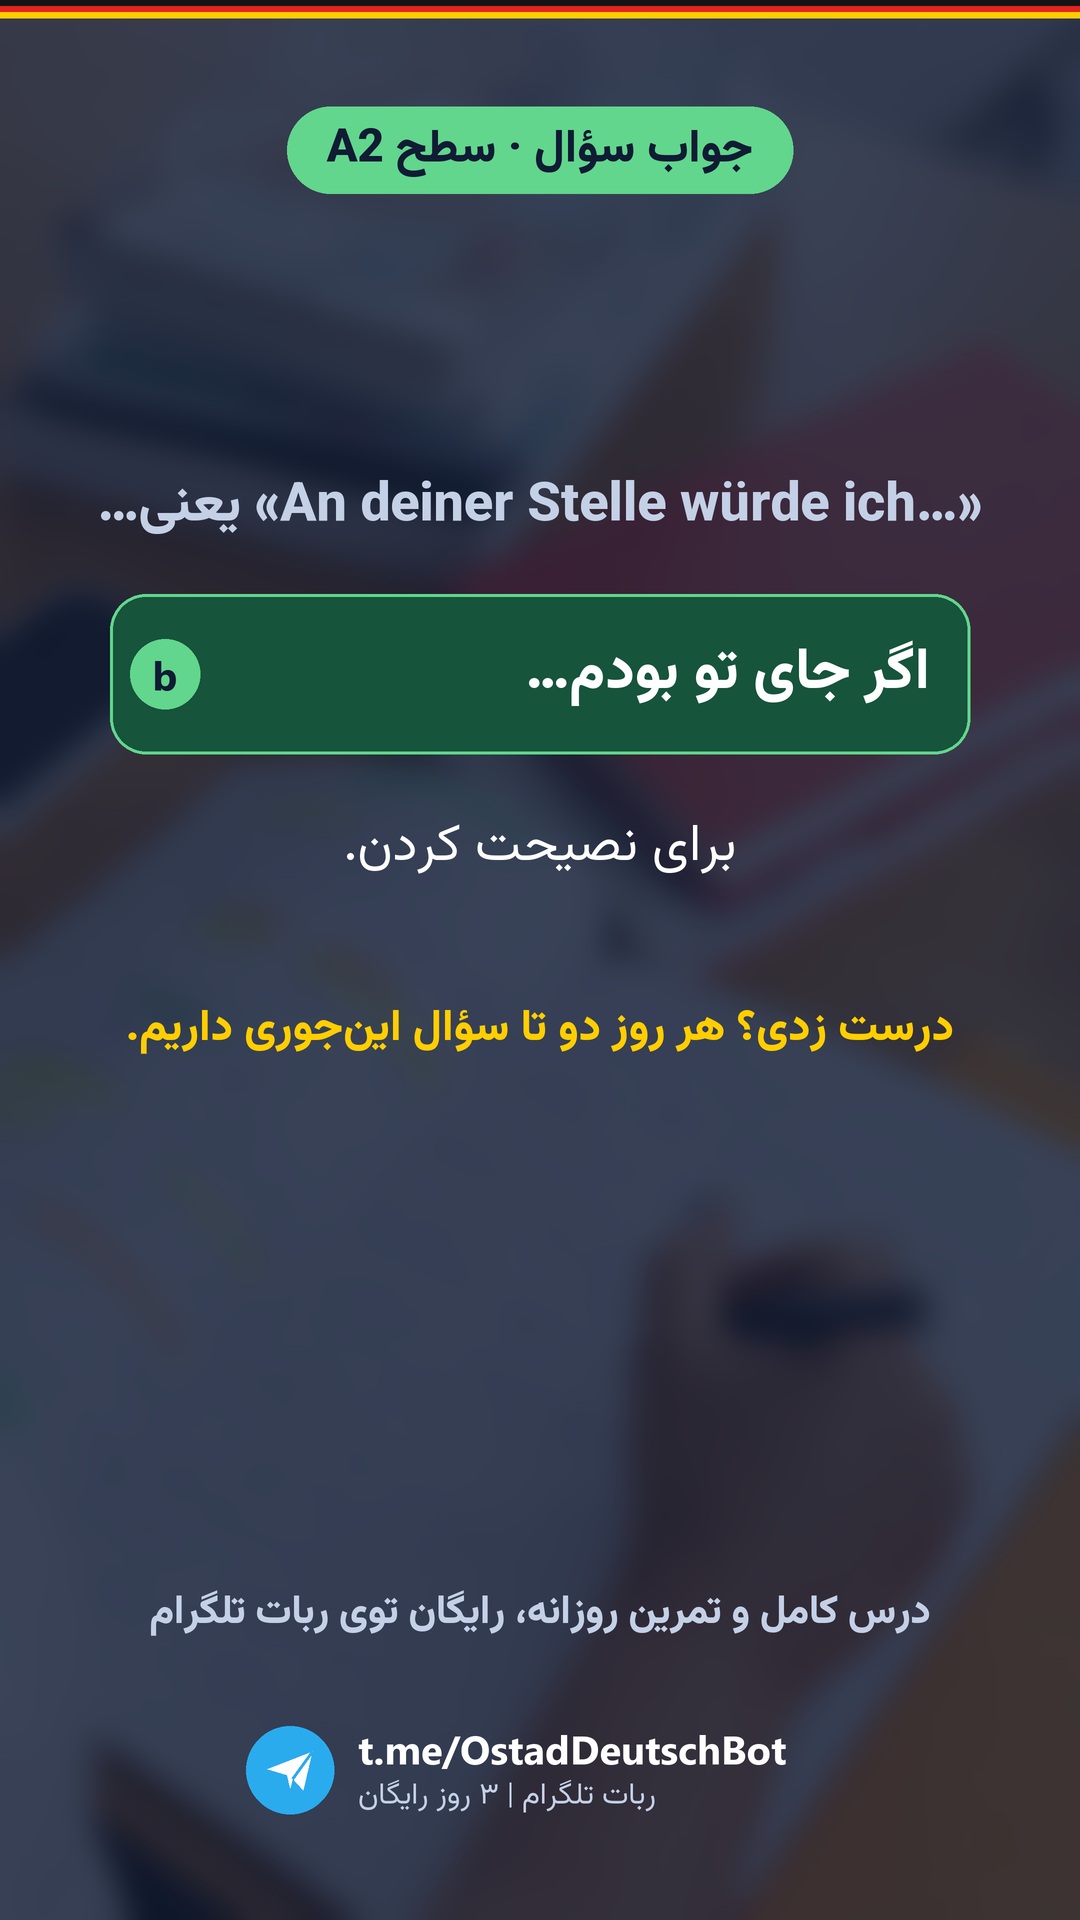 جواب سؤال · سطح A2
«An deiner Stelle würde ich…» یعنی…
اگر جای تو بودم…
b
برای نصیحت کردن.
درست زدی؟ هر روز دو تا سؤال این‌جوری داریم.
درس کامل و تمرین روزانه، رایگان توی ربات تلگرام
t.me/OstadDeutschBot
ربات تلگرام | ۳ روز رایگان